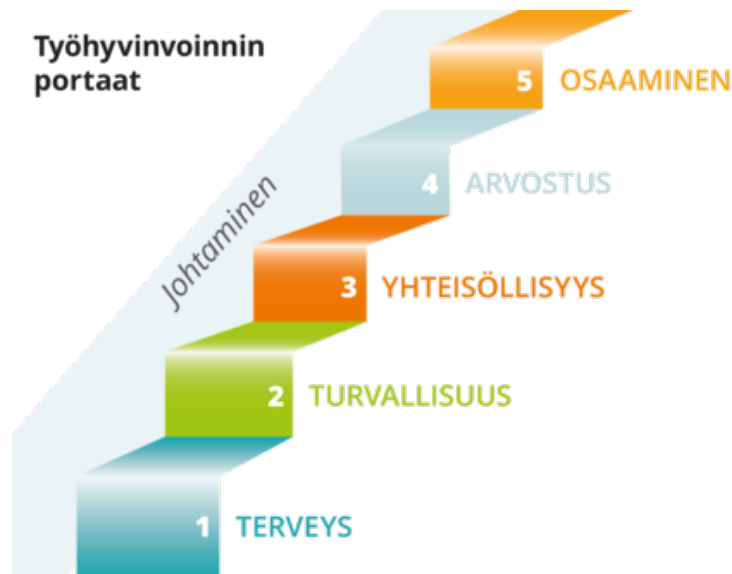 Työhyvinvoinnin
portaat
5 OSAAMINEN
4 ARVOSTUS
Johtaminen
3 YHTEISÖLLISYYS
2 TURVALLISUUS
1 TERVEYS